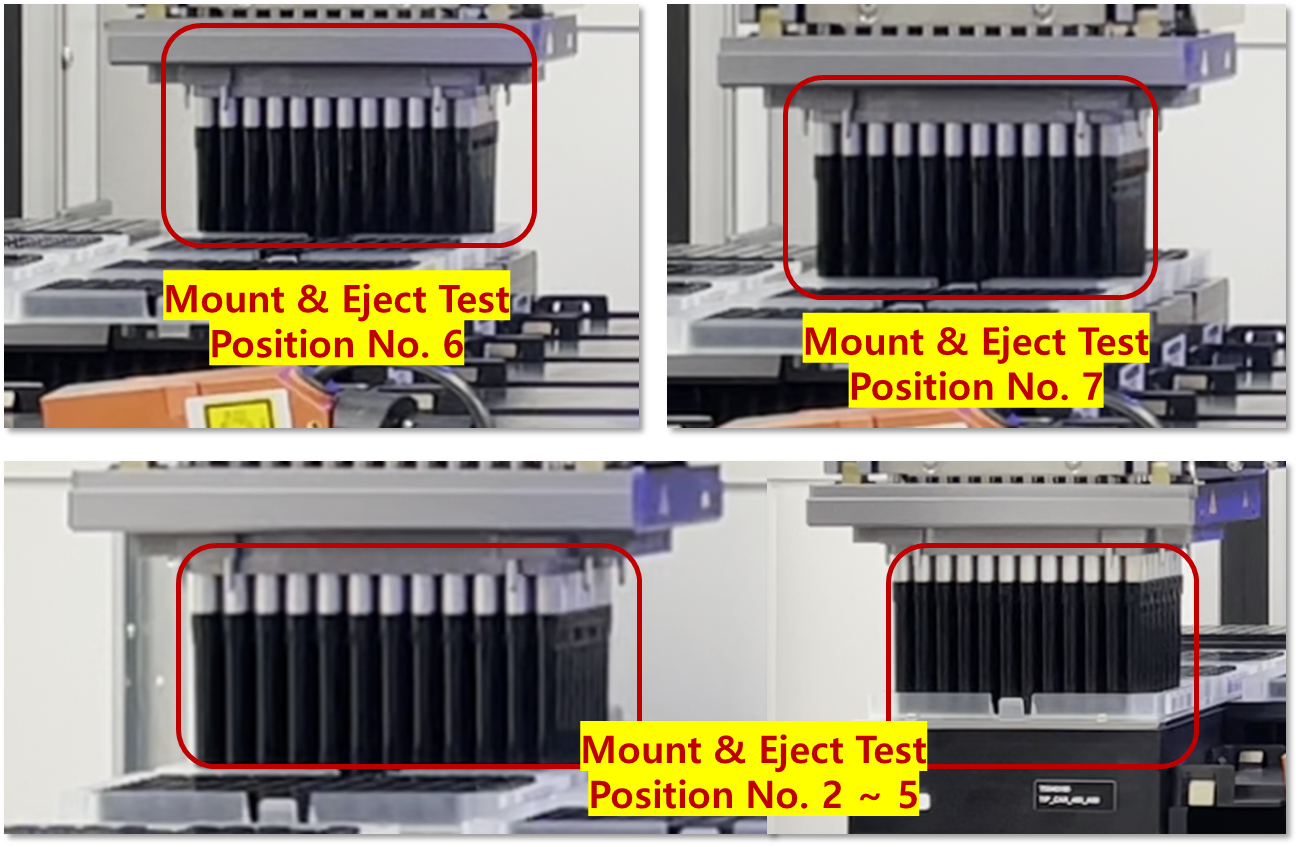 Mount & Eject Test
Position No. 6
Mount & Eject Test
Position No. 7
Mount & Eject Test
Position No. 2 ~ 5